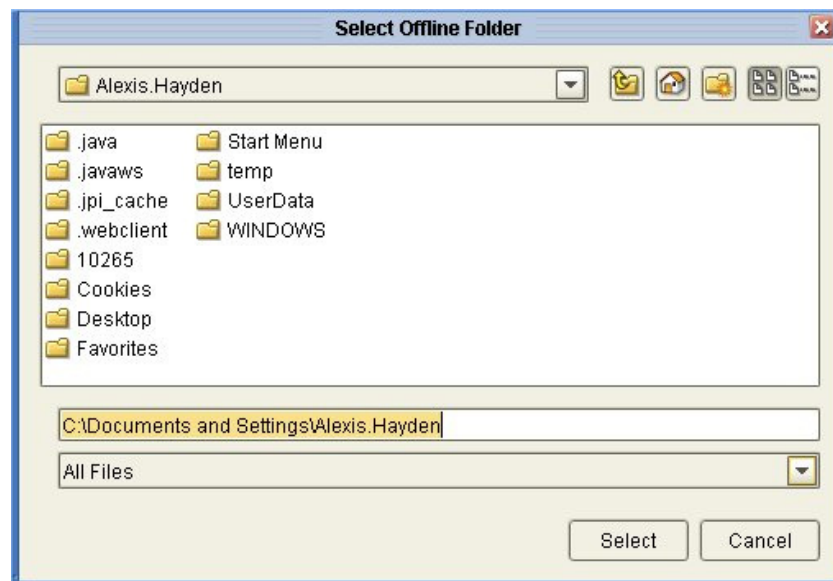 Select Offline Folder
Alexis.Hayden
.java
.javaws
.jpi_cache
.webclient
10265
Cookies
Desktop
Favorites
Start Menu
temp
UserData
WINDOWS
C:\Documents and Settings\Alexis.Hayden
All Files
Select
Cancel